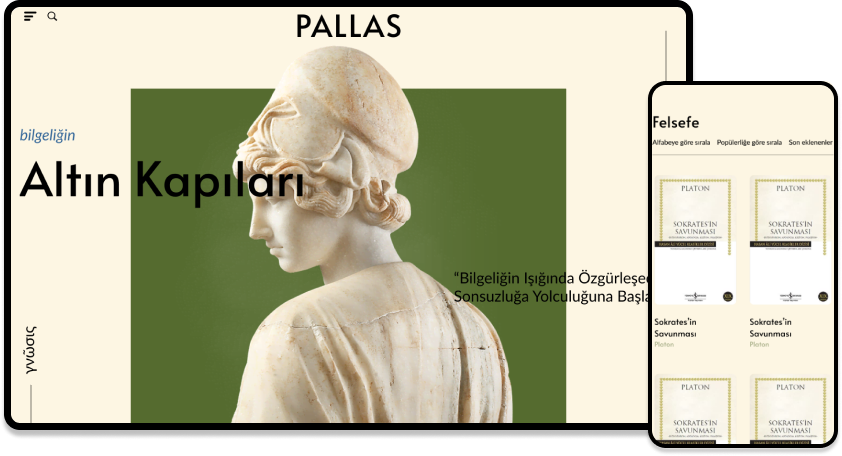 PALLAS
bilgeliğin
Altın Kapıları
“Bilgeliğin Işığında Özgürleşe
Sonsuzluğa Yolculuğuna Başla
γνῶσις
Felsefe
Alfabeye göre sırala Popülerliğe göre sırala Son eklenenler
PLATON PLATON
SOKRATES'İN SOKRATES'İN
SAVUNMASI SAVUNMASI
Sokrates'in Sokrates'in
Savunması Savunması
Platon Platon
PLATON PLATON
SOKRATES'İN SOKRATES'İN
SAVUNMASI SAVUNMASI